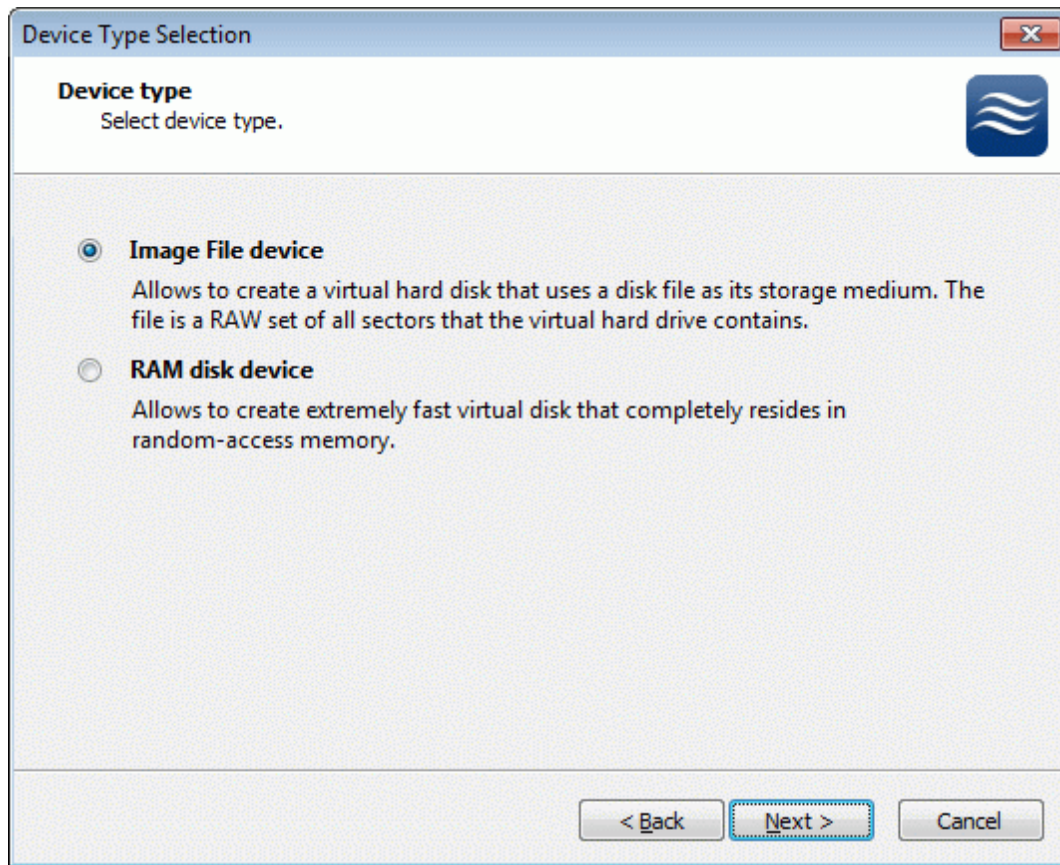 Device Type Selection
Device type
Select device type.
Image File device
Allows to create a virtual hard disk that uses a disk file as its storage medium. The
file is a RAW set of all sectors that the virtual hard drive contains.
RAM disk device
Allows to create extremely fast virtual disk that completely resides in
random-access memory.
< Back
Next >
Cancel